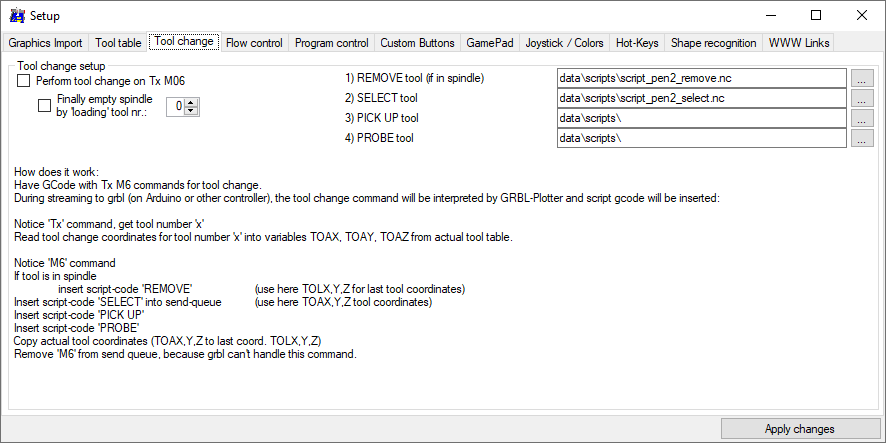 Setup
Graphics Import Tool table Tool change Flow control Program control Custom Buttons GamePad Joystick / Colors Hot-Keys Shape recognition WWW Links
Tool change setup
Perform tool change on Tx M06
Finally empty spindle
by 'loading' tool nr.: 0
1) REMOVE tool (if in spindle) data\scripts\script_pen2_remove.nc ...
2) SELECT tool data\scripts\script_pen2_select.nc ...
3) PICK UP tool data\scripts\ ...
4) PROBE tool data\scripts\ ...
How does it work:
Have GCode with Tx M6 commands for tool change.
During streaming to grbl (on Arduino or other controller), the tool change command will be interpreted by GRBL-Plotter and script gcode will be inserted:
Notice 'Tx' command, get tool number 'x'
Read tool change coordinates for tool number 'x' into variables TOAX, TOAY, TOAZ from actual tool table.
Notice 'M6' command
If tool is in spindle
insert script-code 'REMOVE' (use here TOLX,Y,Z for last tool coordinates)
Insert script-code 'SELECT' into send-queue (use here TOAX,Y,Z tool coordinates)
Insert script-code 'PICK UP'
Insert script-code 'PROBE'
Copy actual tool coordinates (TOAX,Y,Z to last coord. TOLX,Y,Z)
Remove 'M6' from send queue, because grbl can't handle this command.
Apply changes